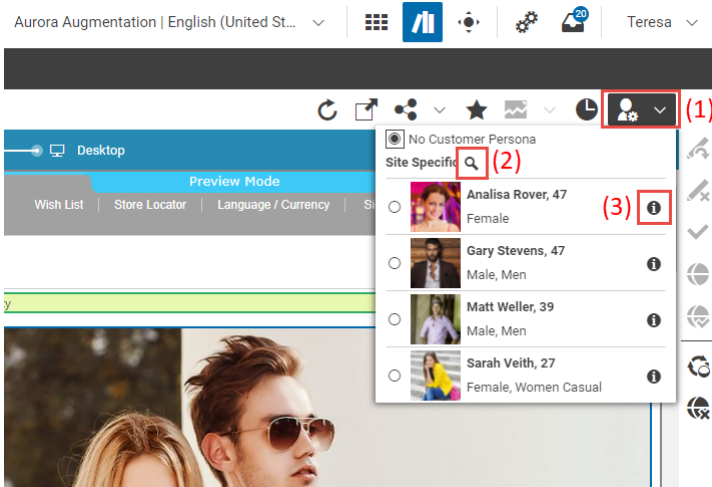 Aurora Augmentation | English (United St...
20
Teresa
(1)
No Customer Persona
Desktop
Site Specific
(2)
Preview Mode
Wish List | Store Locator | Language / Currency
Analisa Rover, 47
Female
(3)
Gary Stevens, 47
Male, Men
Matt Weller, 39
Male, Men
Sarah Veith, 27
Female, Women Casual